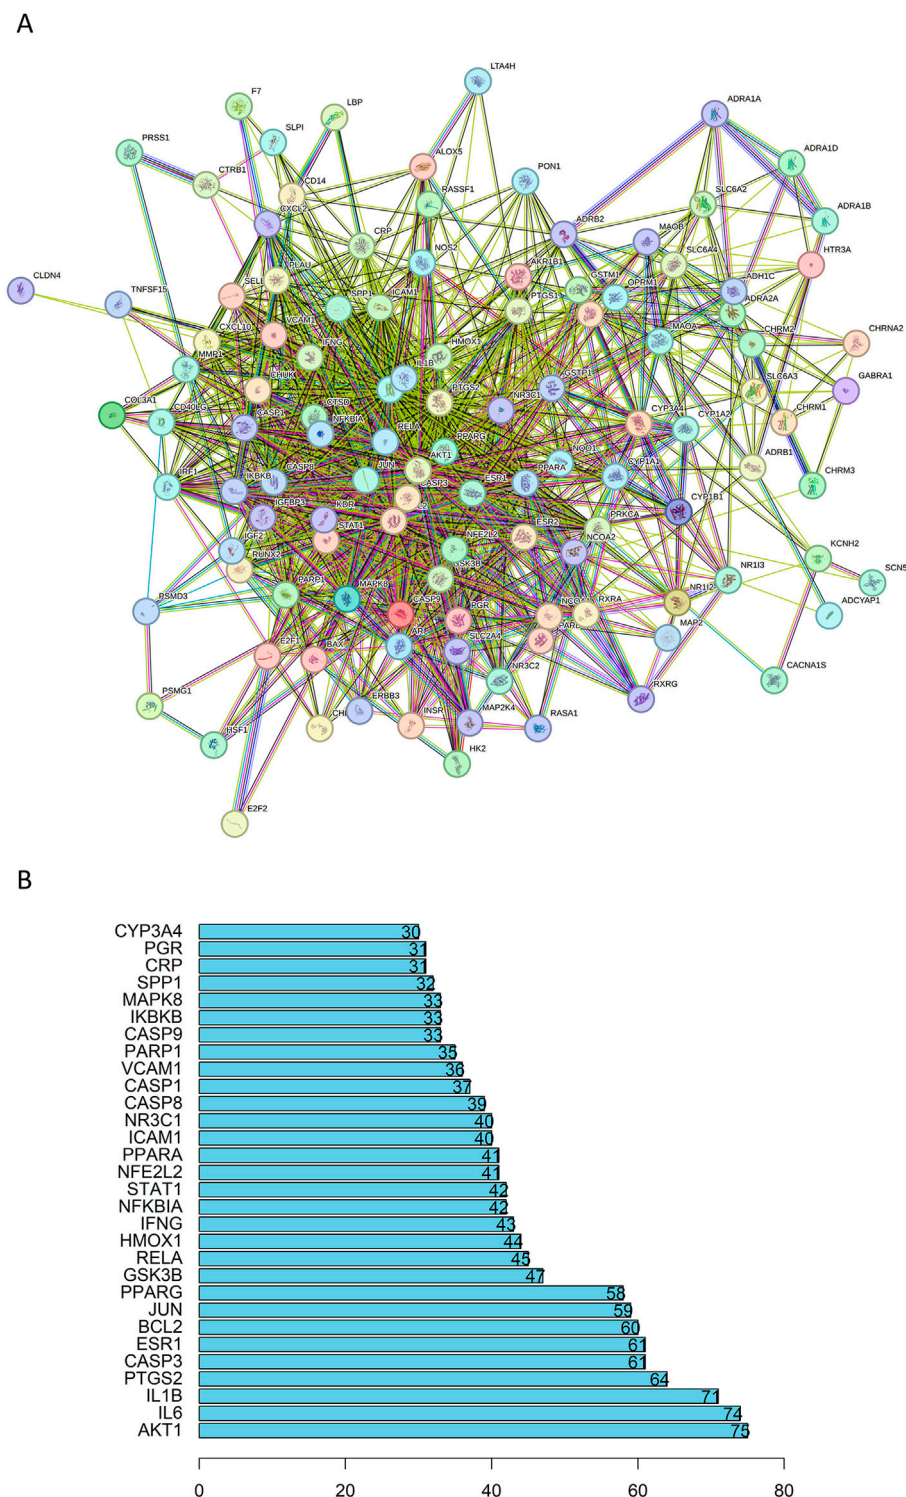 A
LTA4H
F7
LBP
ADRA1A
SLPI
PRSS1
ALOX5
ADRA1D
CTRB1
CD14
RASSF1
PON1
SLC6A2
CXCL2
ADRB2
ADRA1B
CRP
MAOB
NOS2
SLC6A4
HTR3A
AKR1B1
CLDN4
TNFSF15
PLAU
SPP1
ICAM1
GSTM1
OPRM1
ADH1C
PTGS1
ADRA2A
CXCL10
VCAM1
IFNG
HMOX1
MAOA
CHRM2
CHRNA2
MMP1
IL1B
CHUK
PTGS2
GSTP1
SLC6A3
GABRA1
COL3A1
CTSD
NR3C1
CD40LG
CASP1
NFKBIA
RELA
CYP3A4
CYP1A2
CHRM1
PPARG
AKT1
NQO1
ADRB1
IRF1
IKBKB
CASP8
JUN
CASP3
ESR1
PPARA
CYP1A1
CHRM3
IGFBP3
KDR
CYP1B1
IGF2
STAT1
NFE2L2
ESR2
PRKCA
NCOA2
KCNH2
RUNX2
NR1I3
SCN5
PARP1
MAPK8
NR1I2
PSMD3
CASP9
PGR
RXRA
ADCYAP1
E2F1
BAX
AR
SLC2A4
MAP2
NR3C2
CACNA1S
PSMG1
ERBB3
RXRG
HSF1
INSR
MAP2K4
RASA1
HK2
E2F2
B
CYP3A4 30
PGR 31
CRP 31
SPP1 32
MAPK8 33
IKBKB 33
CASP9 33
PARP1 35
VCAM1 36
CASP1 37
CASP8 39
NR3C1 40
ICAM1 40
PPARA 41
NFE2L2 41
STAT1 42
NFKBIA 42
IFNG 43
HMOX1 44
RELA 45
GSK3B 47
PPARG 58
JUN 59
BCL2 60
ESR1 61
CASP3 61
PTGS2 64
IL1B 71
IL6 74
AKT1 75
0 20 40 60 80